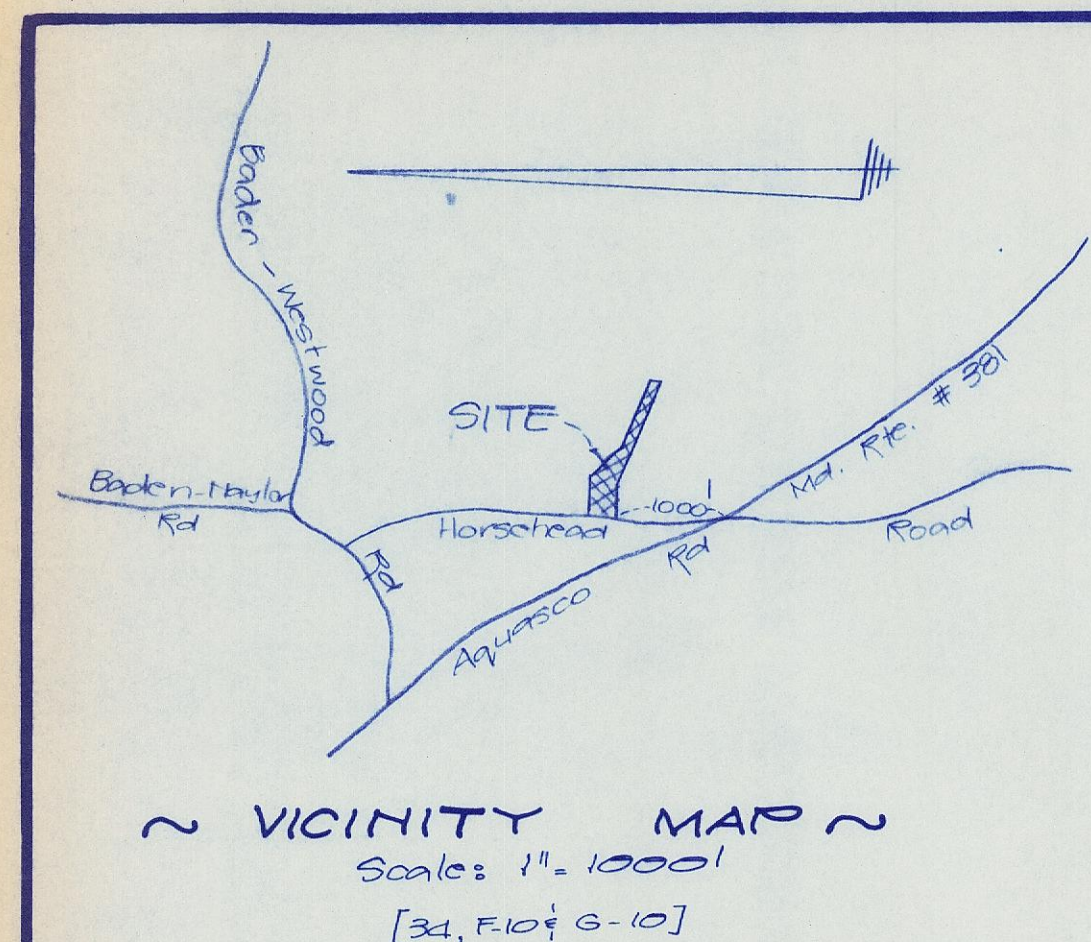 Baden - Westwood
Rd
SITE
Baden-Naylor
Rd
Horsehead
Road
1000'
Aquasco
Rd
Md. Rte. # 381
~ VICINITY MAP ~
Scale: 1" = 1000'
[34, F-10 & G-10]